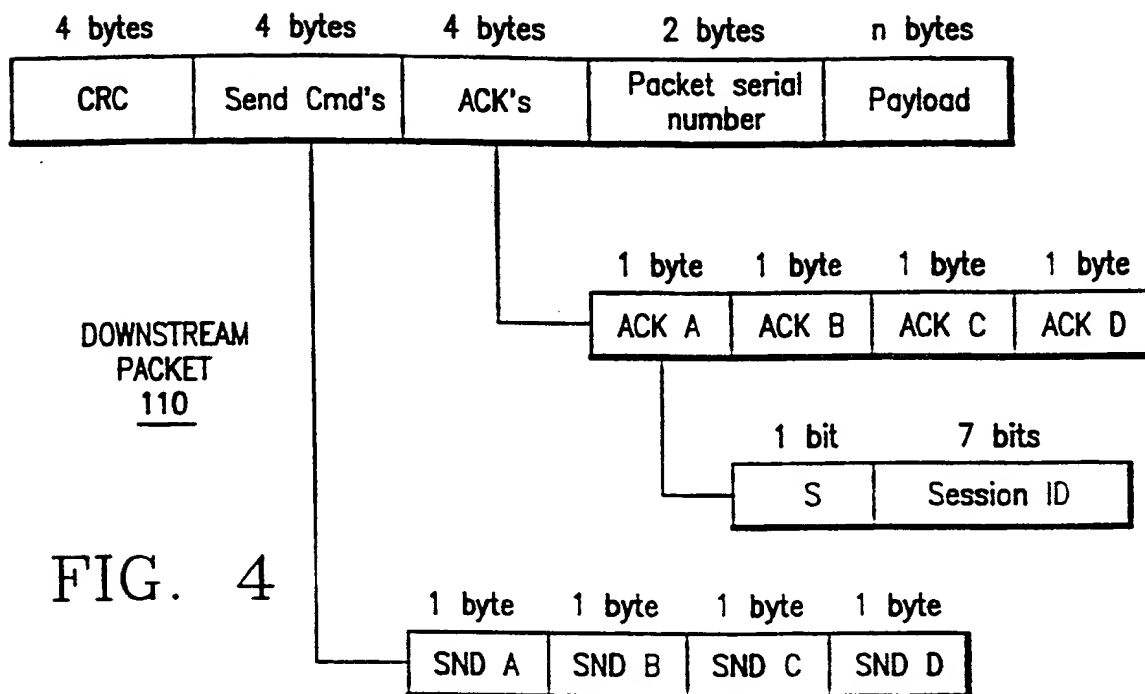 4 bytes 4 bytes 4 bytes 2 bytes n bytes
CRC Send Cmd's ACK's Packet serial number Payload
1 byte 1 byte 1 byte 1 byte
ACK A ACK B ACK C ACK D
DOWNSTREAM
PACKET
110
1 bit 7 bits
S Session ID
FIG. 4
1 byte 1 byte 1 byte 1 byte
SND A SND B SND C SND D